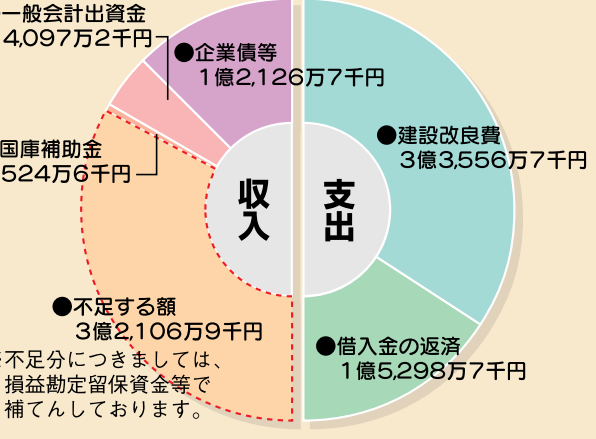 一般会計出資金
4,097万2千円
●企業債等
1億2,126万7千円
●建設改良費
3億3,556万7千円
国庫補助金
524万6千円
収入
支出
●不足する額
3億2,106万9千円
●借入金の返済
1億5,298万7千円
※不足分につきましては、
損益勘定留保資金等で
補てんしております。